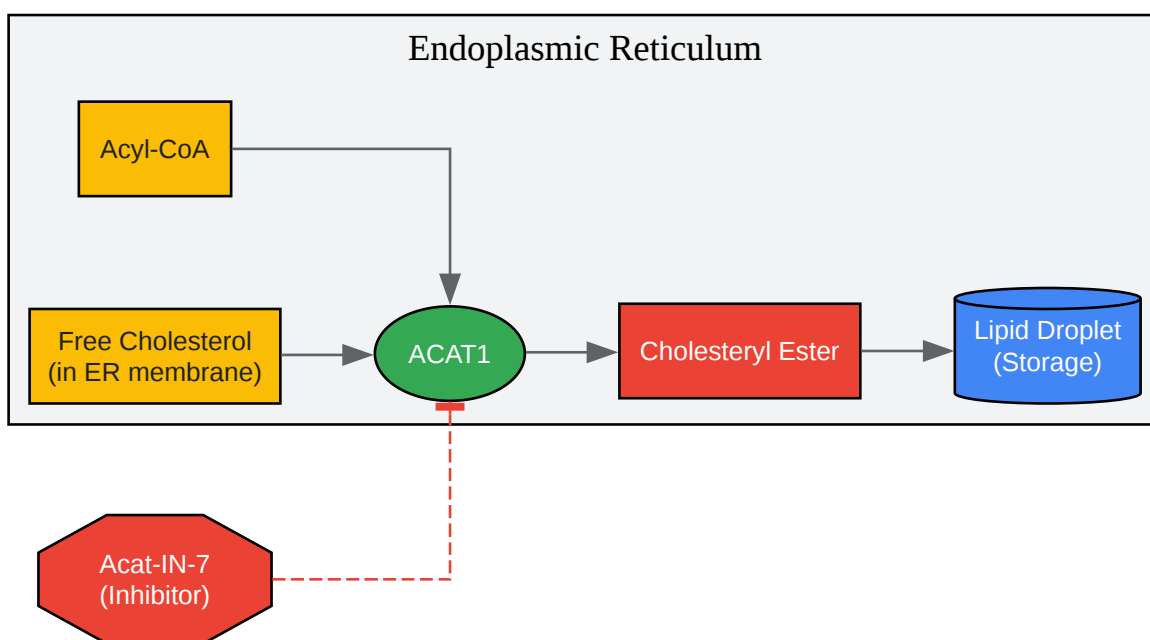 Endoplasmic Reticulum
Acyl-CoA
Free Cholesterol
(in ER membrane)
ACAT1
Cholesteryl Ester
Lipid Droplet
(Storage)
Acat-IN-7
(Inhibitor)